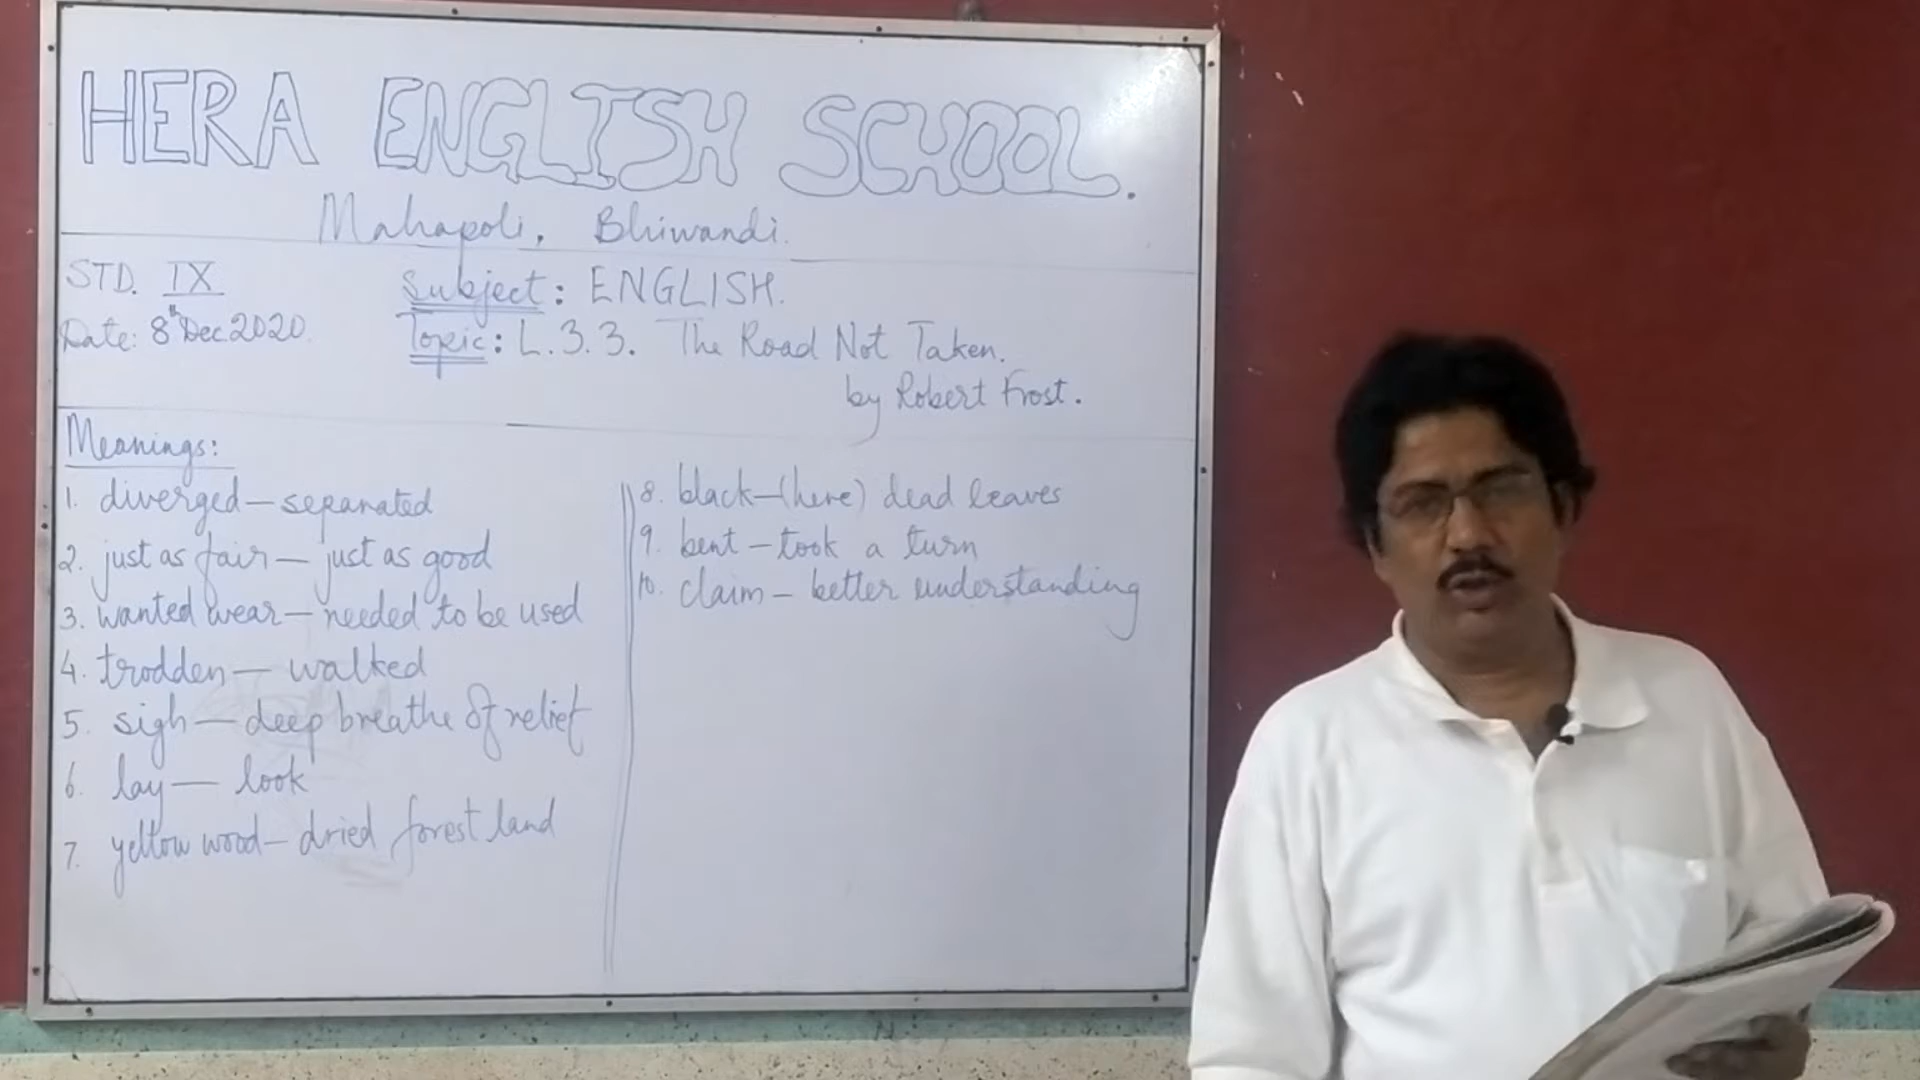 HERA ENGLISH SCHOOL.
Mahapoli, Bhiwandi.
STD. IX
Date: 8th Dec 2020.
Subject: ENGLISH.
Topic: L.3.3. The Road Not Taken.
by Robert Frost.
Meanings:
1. diverged — separated
2. just as fair — just as good
3. wanted wear — needed to be used
4. trodden — walked
5. sigh — deep breathe of relief
6. lay — look
7. yellow wood — dried forest land
8. black — (here) dead leaves
9. bent — took a turn
10. claim — better understanding